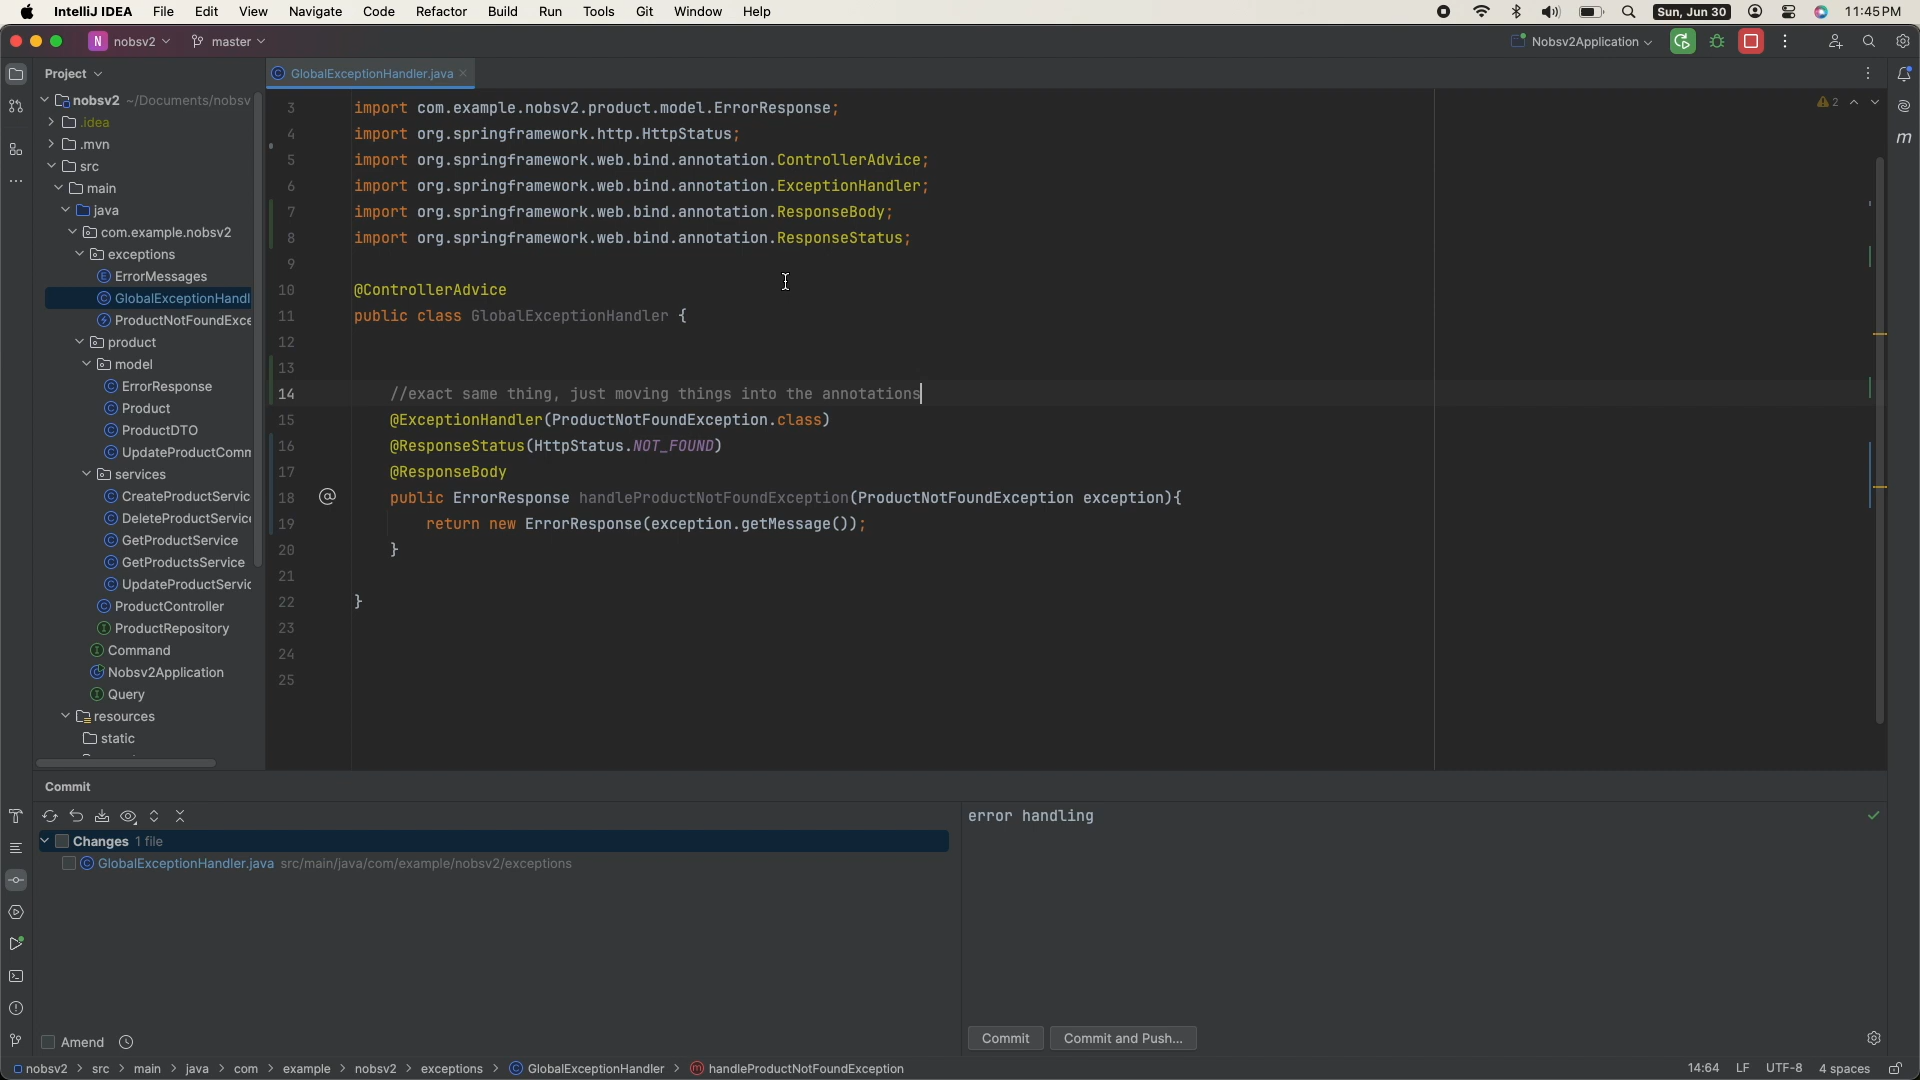 IntelliJ IDEA File Edit View Navigate Code Refactor Build Run Tools Git Window Help Sun, Jun 30 11:45PM
N nobsv2 master Nobsv2Application
Project
GlobalExceptionHandler.java
nobsv2 ~/Documents/nobsv
.idea
.mvn
src
main
java
com.example.nobsv2
exceptions
ErrorMessages
GlobalExceptionHandl
ProductNotFoundExce
product
model
ErrorResponse
Product
ProductDTO
UpdateProductComm
services
CreateProductServic
DeleteProductService
GetProductService
GetProductsService
UpdateProductServic
ProductController
ProductRepository
Command
Nobsv2Application
Query
resources
static
2
3 import com.example.nobsv2.product.model.ErrorResponse;
4 import org.springframework.http.HttpStatus;
5 import org.springframework.web.bind.annotation.ControllerAdvice;
6 import org.springframework.web.bind.annotation.ExceptionHandler;
7 import org.springframework.web.bind.annotation.ResponseBody;
8 import org.springframework.web.bind.annotation.ResponseStatus;
9
10 @ControllerAdvice
11 public class GlobalExceptionHandler {
12
13
14 //exact same thing, just moving things into the annotations
15 @ExceptionHandler(ProductNotFoundException.class)
16 @ResponseStatus(HttpStatus.NOT_FOUND)
17 @ResponseBody
18 public ErrorResponse handleProductNotFoundException(ProductNotFoundException exception){
19 return new ErrorResponse(exception.getMessage());
20 }
21
22 }
23
24
25
Commit
Changes 1 file
GlobalExceptionHandler.java src/main/java/com/example/nobsv2/exceptions
error handling
Amend
Commit Commit and Push...
nobsv2 > src > main > java > com > example > nobsv2 > exceptions > GlobalExceptionHandler > handleProductNotFoundException 14:64 LF UTF-8 4 spaces